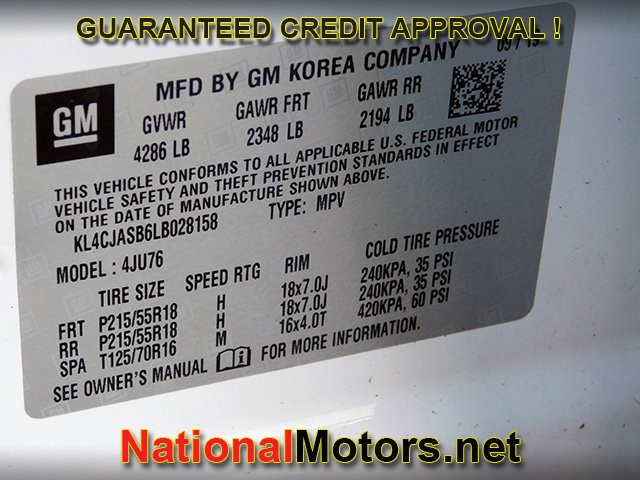 GUARANTEED CREDIT APPROVAL !
MFD BY GM KOREA COMPANY
GM
GVWR GAWR FRT GAWR RR
4286 LB 2348 LB 2194 LB
THIS VEHICLE CONFORMS TO ALL APPLICABLE U.S. FEDERAL MOTOR
VEHICLE SAFETY AND THEFT PREVENTION STANDARDS IN EFFECT
ON THE DATE OF MANUFACTURE SHOWN ABOVE.
KL4CJASB6LB028158 TYPE: MPV
MODEL : 4JU76
TIRE SIZE SPEED RTG RIM COLD TIRE PRESSURE
FRT P215/55R18 H 18x7.0J 240KPA, 35 PSI
RR P215/55R18 H 18x7.0J 240KPA, 35 PSI
SPA T125/70R16 M 16x4.0T 420KPA, 60 PSI
SEE OWNER'S MANUAL FOR MORE INFORMATION.
NationalMotors.net